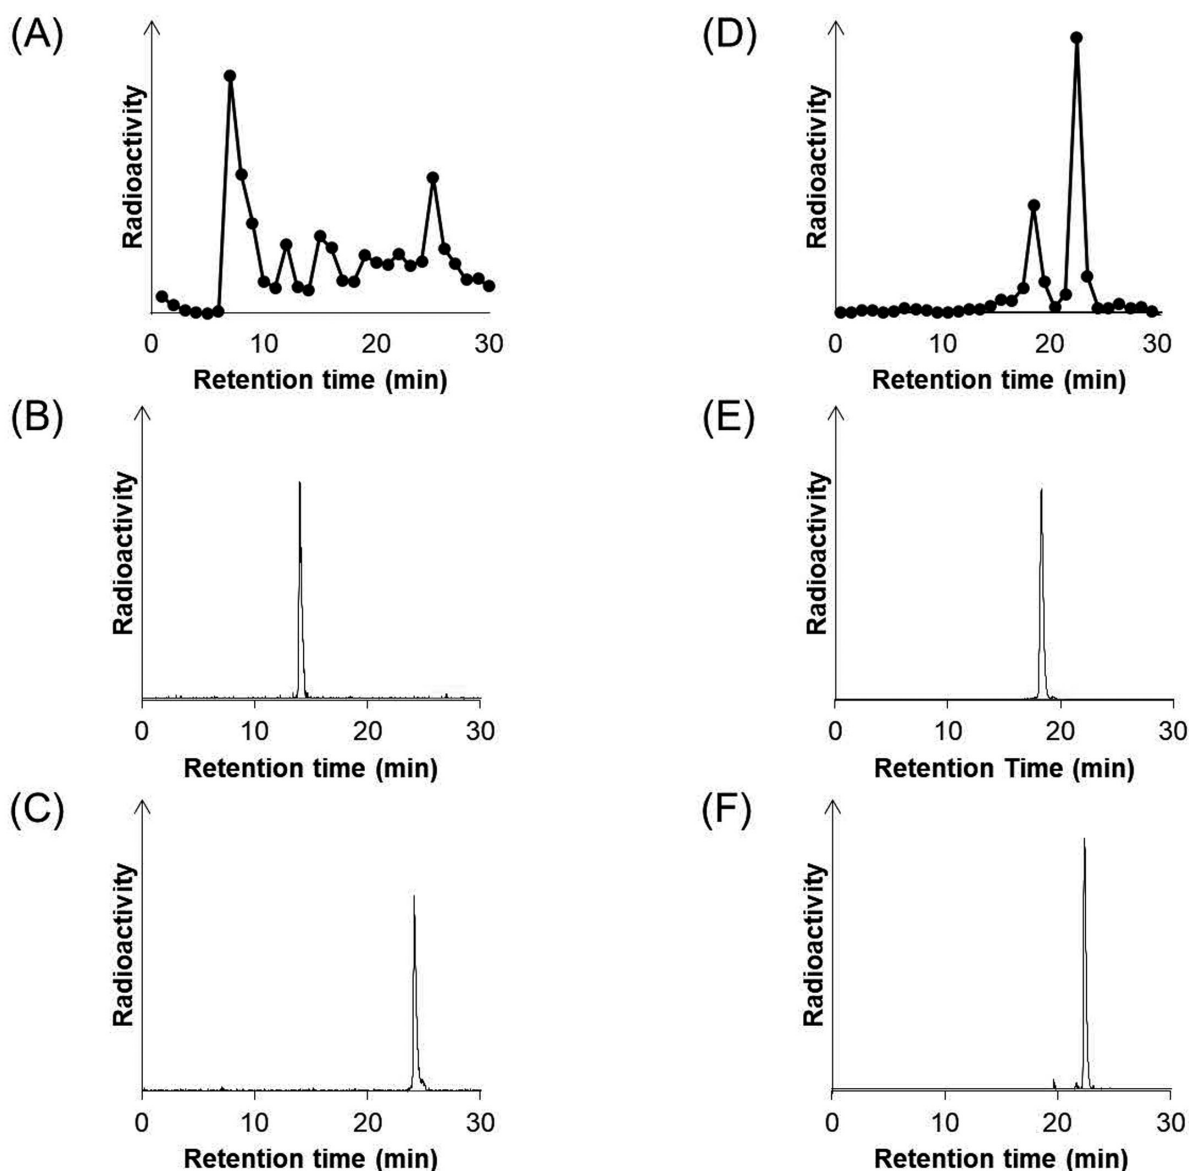 (A)
Radioactivity
0 10 20 30
Retention time (min)
(B)
Radioactivity
0 10 20 30
Retention time (min)
(C)
Radioactivity
0 10 20 30
Retention time (min)
(D)
Radioactivity
0 10 20 30
Retention time (min)
(E)
Radioactivity
0 10 20 30
Retention Time (min)
(F)
Radioactivity
0 10 20 30
Retention time (min)